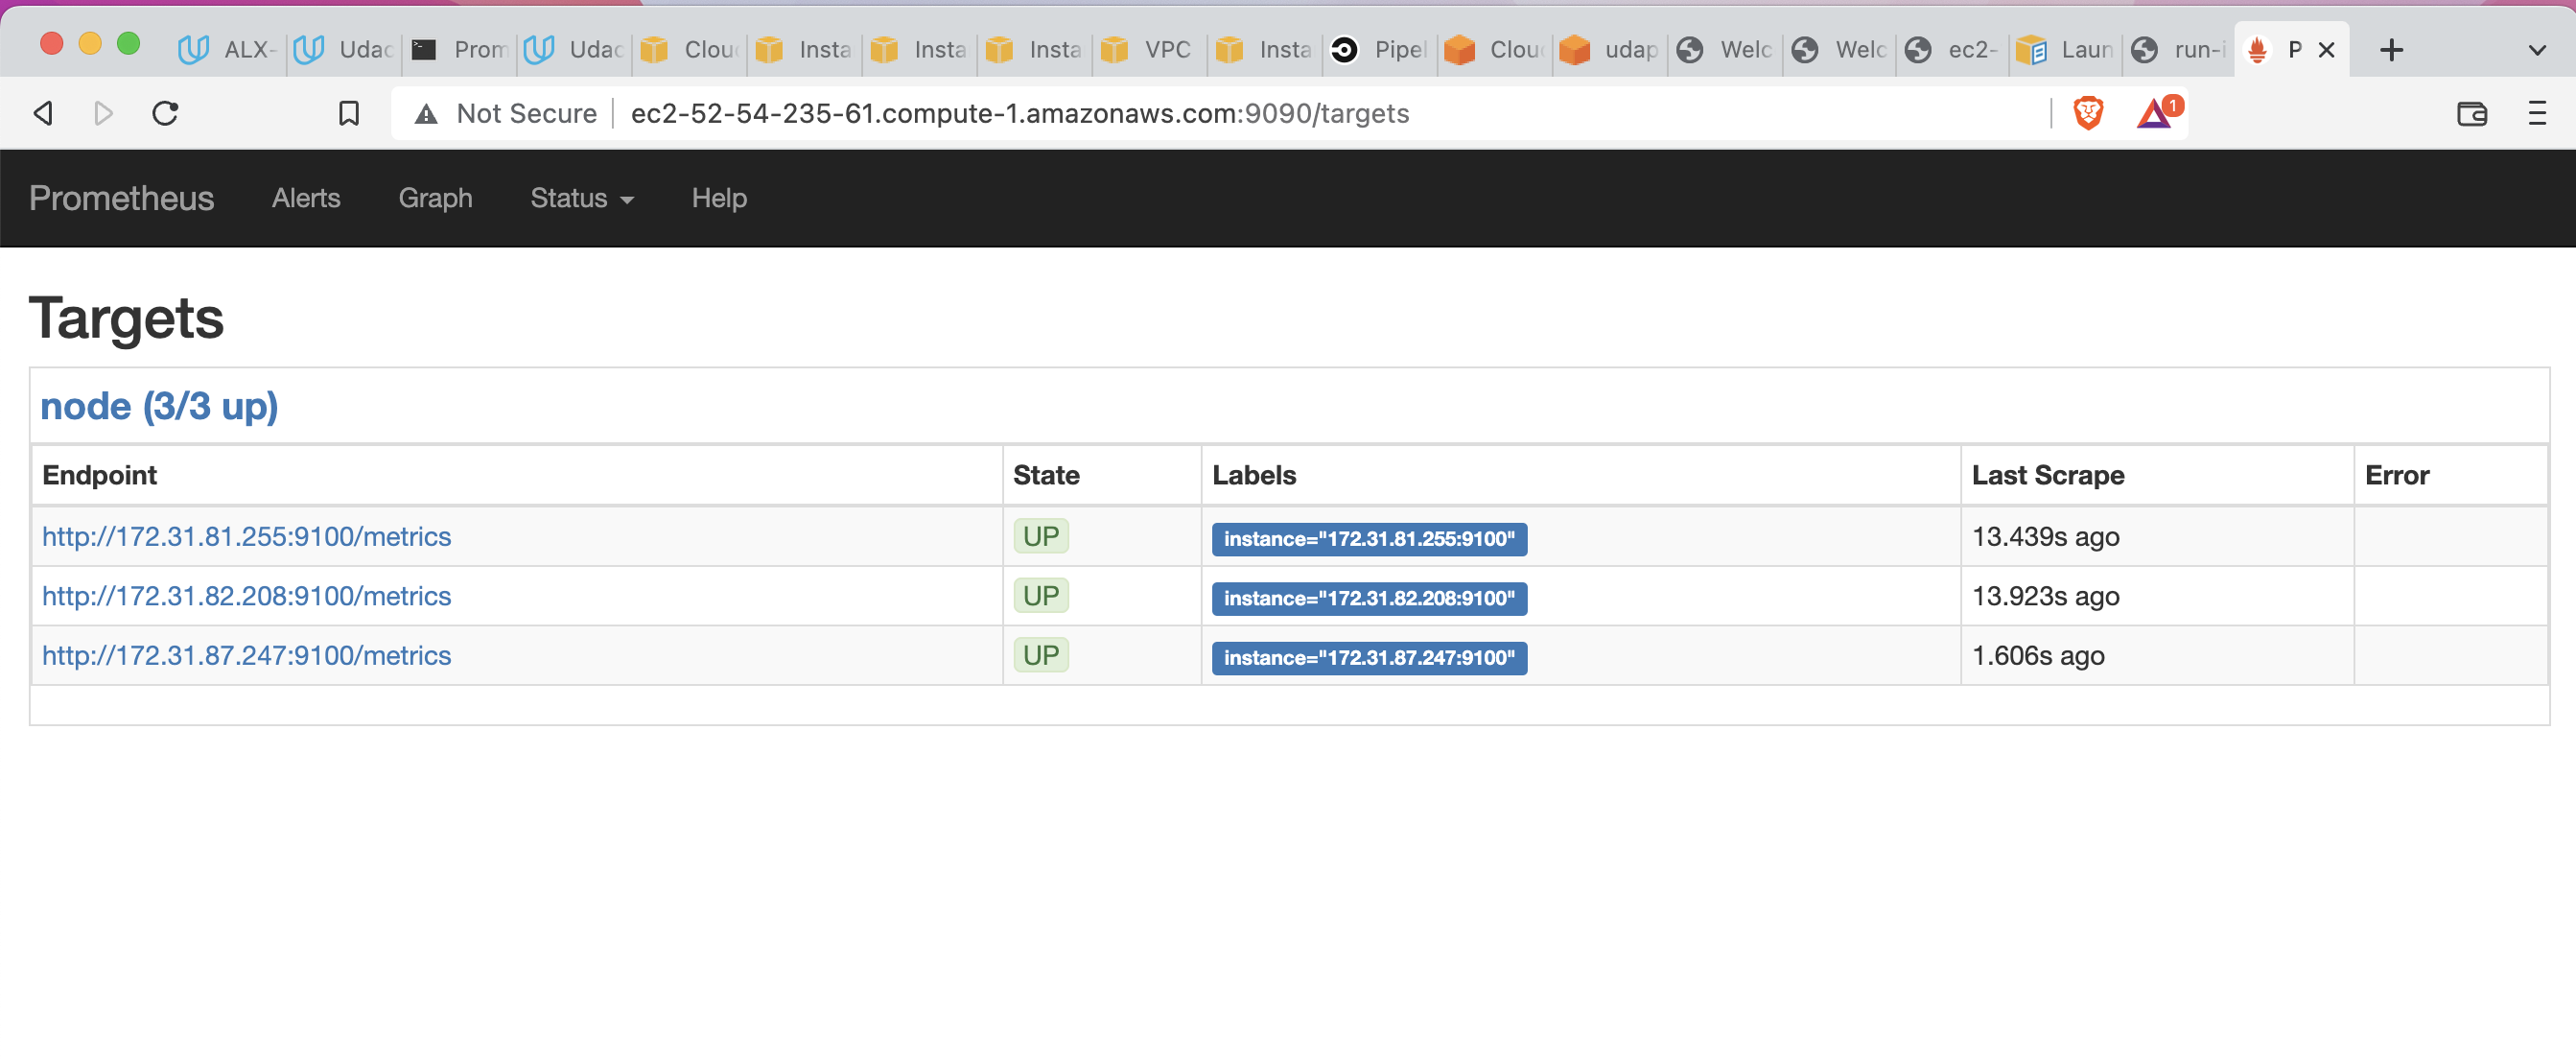 ALX- Udac Prom Udac Clou Insta Insta Insta VPC Insta Pipel Clou udap Welc Welc ec2- Laun run-i P
Not Secure ec2-52-54-235-61.compute-1.amazonaws.com:9090/targets 1
Prometheus Alerts Graph Status Help
Targets
node (3/3 up)
Endpoint State Labels Last Scrape Error
http://172.31.81.255:9100/metrics UP instance="172.31.81.255:9100" 13.439s ago
http://172.31.82.208:9100/metrics UP instance="172.31.82.208:9100" 13.923s ago
http://172.31.87.247:9100/metrics UP instance="172.31.87.247:9100" 1.606s ago